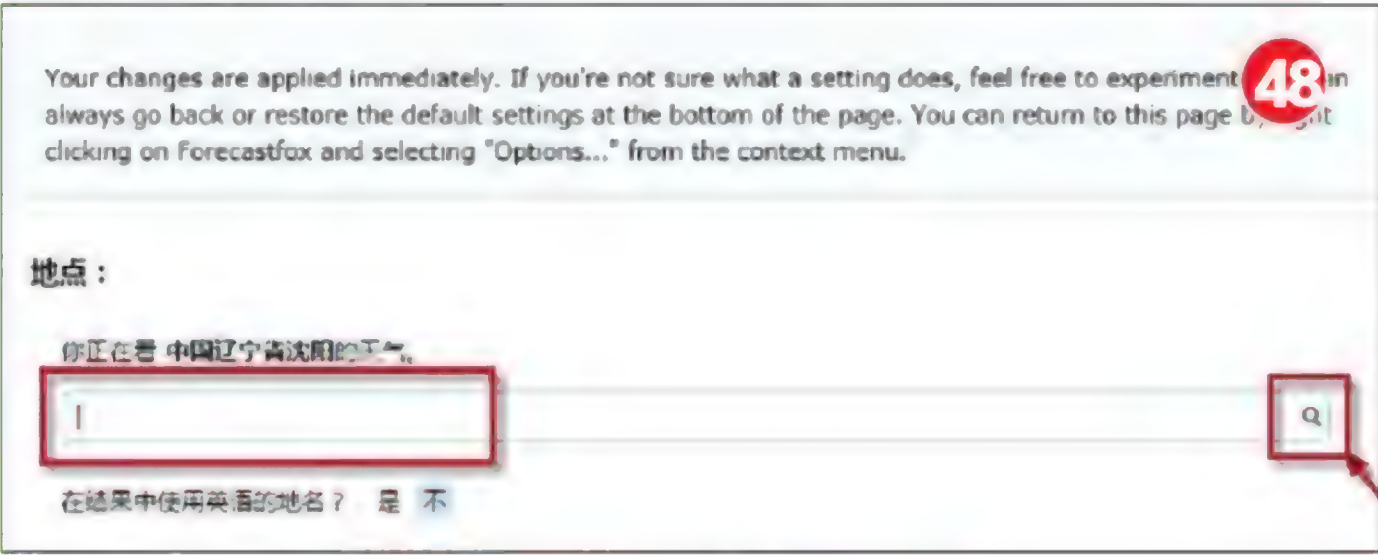 Your changes are applied immediately. If you're not sure what a setting does, feel free to experiment
48
always go back or restore the default settings at the bottom of the page. You can return to this page
clicking on Forecastfox and selecting "Options..." from the context menu.
地点：
你正在看 中国辽宁省沈阳的天气。
在结果中使用英语的地名？ 是 不